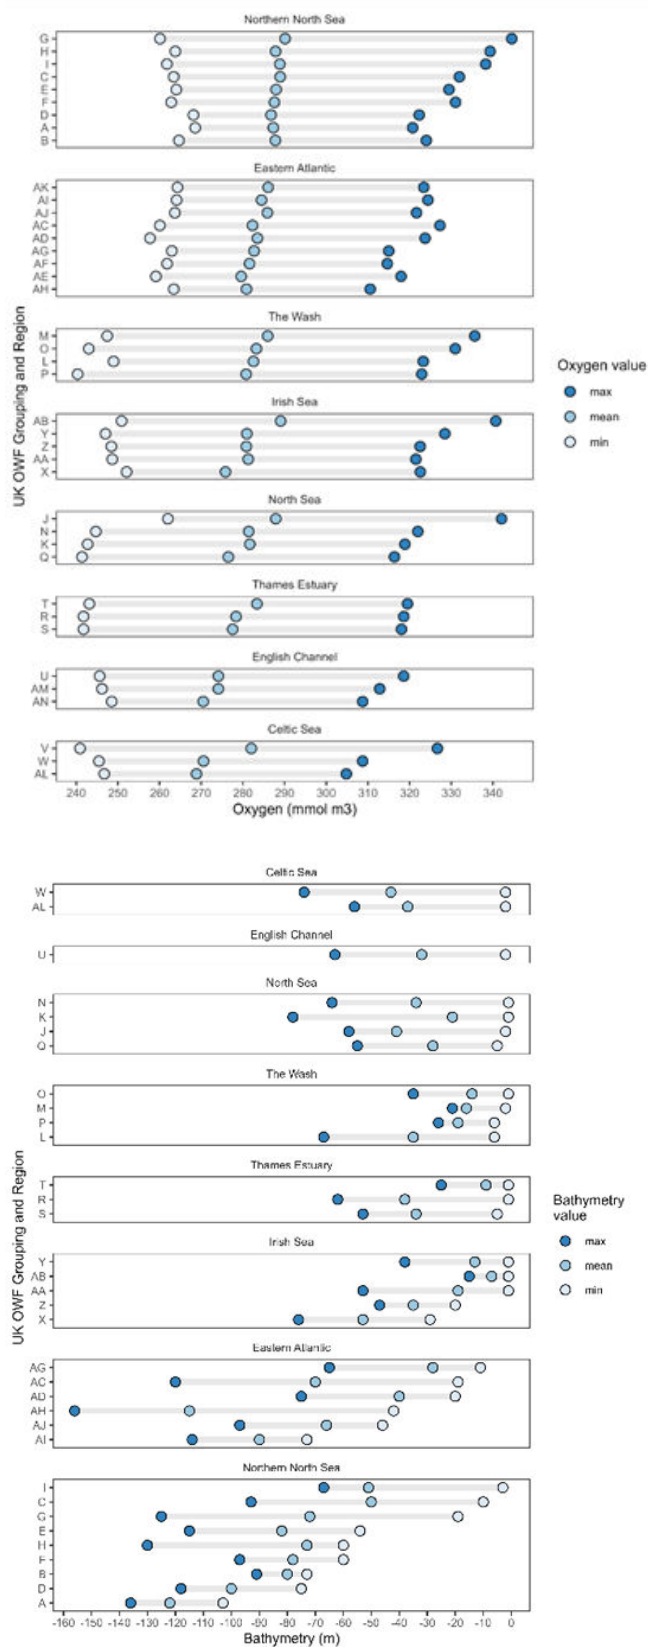 Northern North Sea
G
H
I
C
E
F
D
A
B
Eastern Atlantic
AK
AI
AJ
AC
AD
AG
AF
AE
AH
The Wash
M
O
L
P
Irish Sea
AB
Y
Z
AA
X
North Sea
J
N
K
Q
Thames Estuary
T
R
S
English Channel
U
AM
AN
Celtic Sea
V
W
AL
240 250 260 270 280 290 300 310 320 330 340
Oxygen (mmol m3)
UK OWF Grouping and Region
Oxygen value
max
mean
min
Celtic Sea
W
AL
English Channel
U
North Sea
N
K
J
Q
The Wash
O
M
P
L
Thames Estuary
T
R
S
Irish Sea
Y
AB
AA
Z
X
Eastern Atlantic
AG
AC
AD
AH
AJ
AI
Northern North Sea
I
C
G
E
H
F
B
D
A
-160 -150 -140 -130 -120 -110 -100 -90 -80 -70 -60 -50 -40 -30 -20 -10 0
Bathymetry (m)
UK OWF Grouping and Region
Bathymetry
value
max
mean
min